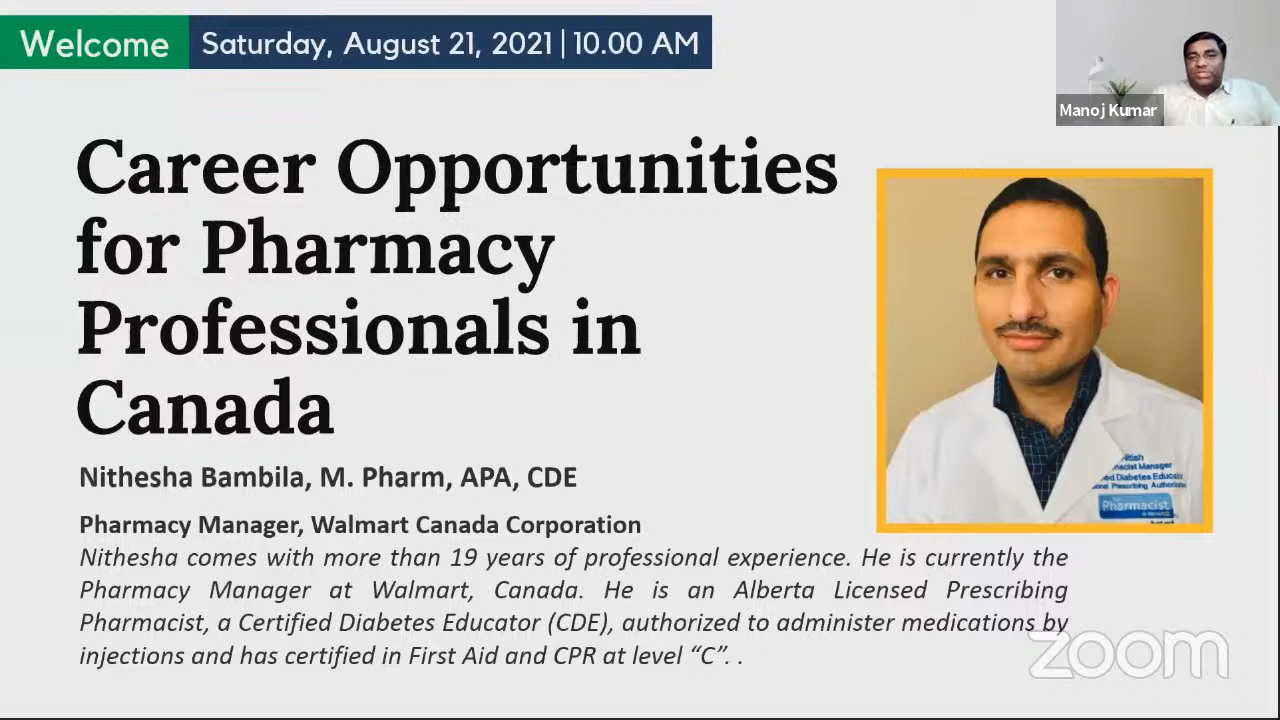 Welcome
Saturday, August 21, 2021 | 10.00 AM
Manoj Kumar
Career Opportunities
for Pharmacy
Professionals in
Canada
Nithesha Bambila, M. Pharm, APA, CDE
Pharmacy Manager, Walmart Canada Corporation
Nithesha comes with more than 19 years of professional experience. He is currently the
Pharmacy Manager at Walmart, Canada. He is an Alberta Licensed Prescribing
Pharmacist, a Certified Diabetes Educator (CDE), authorized to administer medications by
injections and has certified in First Aid and CPR at level “C”. .
Diabetes Educator
Prescribing
Pharmacist
zoom